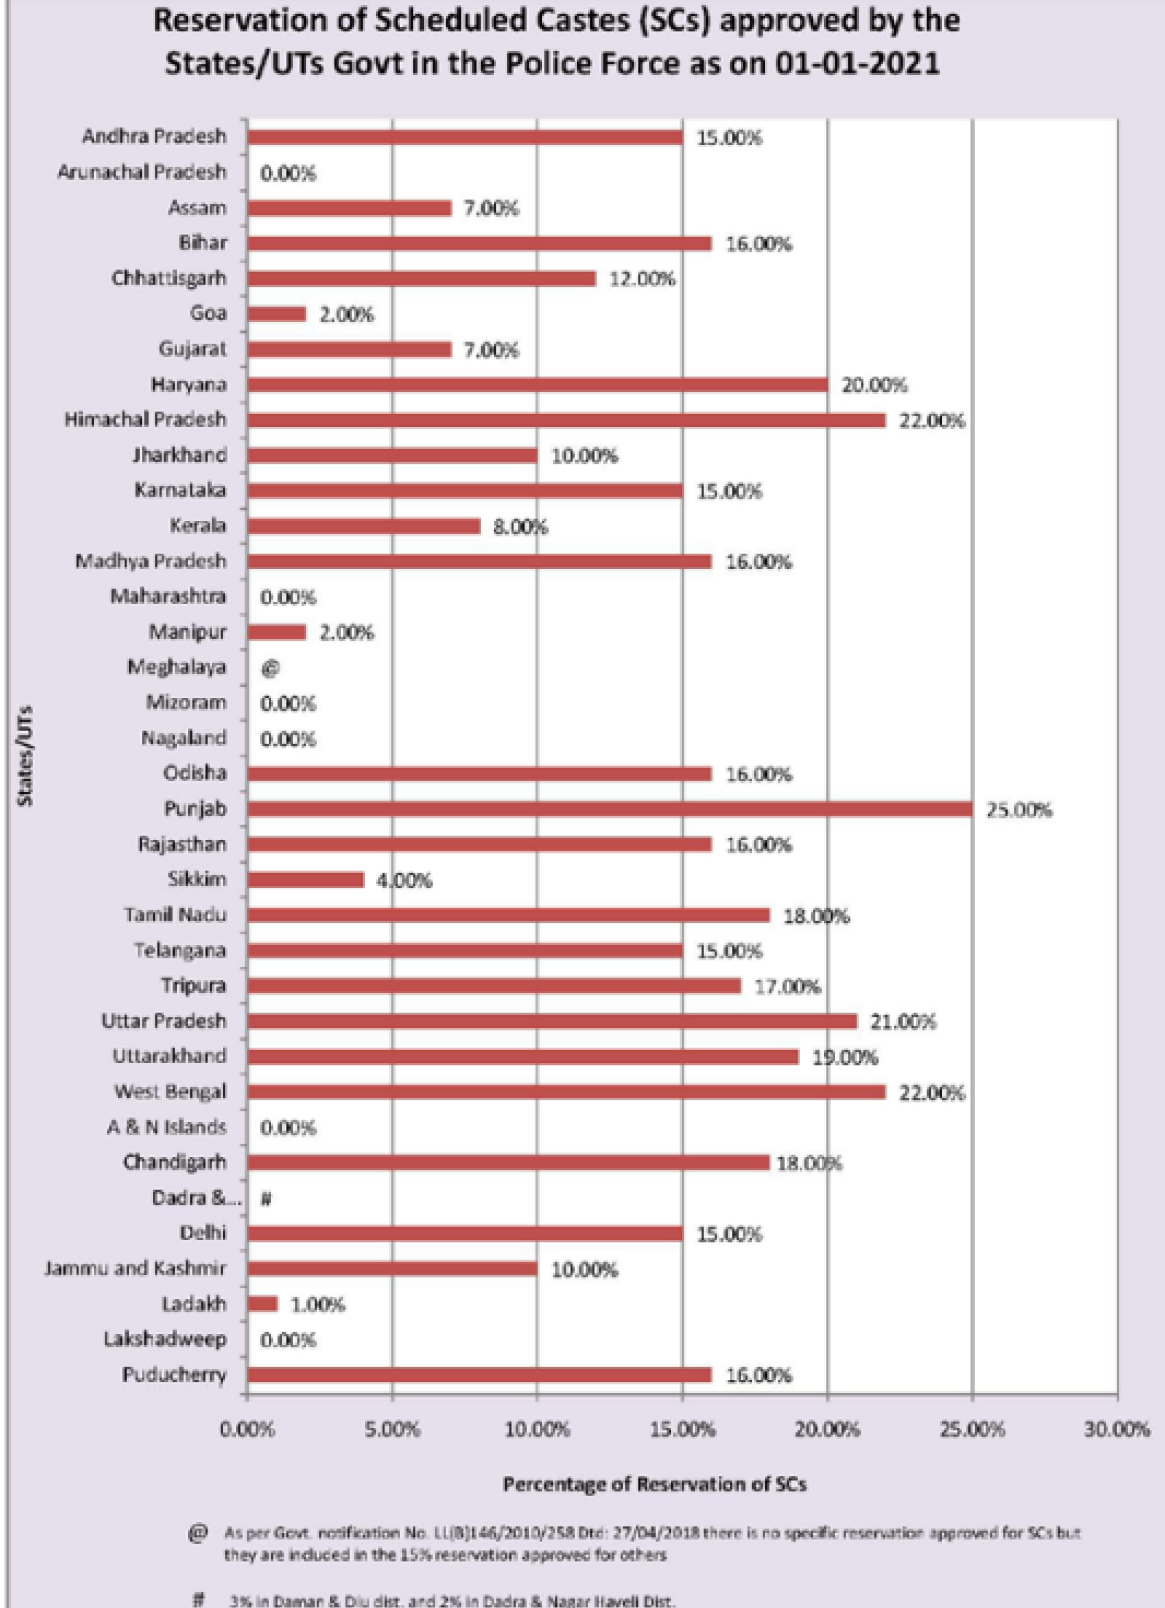 Reservation of Scheduled Castes (SCs) approved by the
States/UTs Govt in the Police Force as on 01-01-2021
States/UTs
Andhra Pradesh 15.00%
Arunachal Pradesh 0.00%
Assam 7.00%
Bihar 16.00%
Chhattisgarh 12.00%
Goa 2.00%
Gujarat 7.00%
Haryana 20.00%
Himachal Pradesh 22.00%
Jharkhand 10.00%
Karnataka 15.00%
Kerala 8.00%
Madhya Pradesh 16.00%
Maharashtra 0.00%
Manipur 2.00%
Meghalaya @
Mizoram 0.00%
Nagaland 0.00%
Odisha 16.00%
Punjab 25.00%
Rajasthan 16.00%
Sikkim 4.00%
Tamil Nadu 18.00%
Telangana 15.00%
Tripura 17.00%
Uttar Pradesh 21.00%
Uttarakhand 19.00%
West Bengal 22.00%
A & N Islands 0.00%
Chandigarh 18.00%
Dadra &... #
Delhi 15.00%
Jammu and Kashmir 10.00%
Ladakh 1.00%
Lakshadweep 0.00%
Puducherry 16.00%
0.00% 5.00% 10.00% 15.00% 20.00% 25.00% 30.00%
Percentage of Reservation of SCs
@ As per Govt. notification No. LL(B)146/2010/258 Dtd: 27/04/2018 there is no specific reservation approved for SCs but
they are included in the 15% reservation approved for others
# 3% in Daman & Diu dist. and 2% in Dadra & Nagar Haveli Dist.